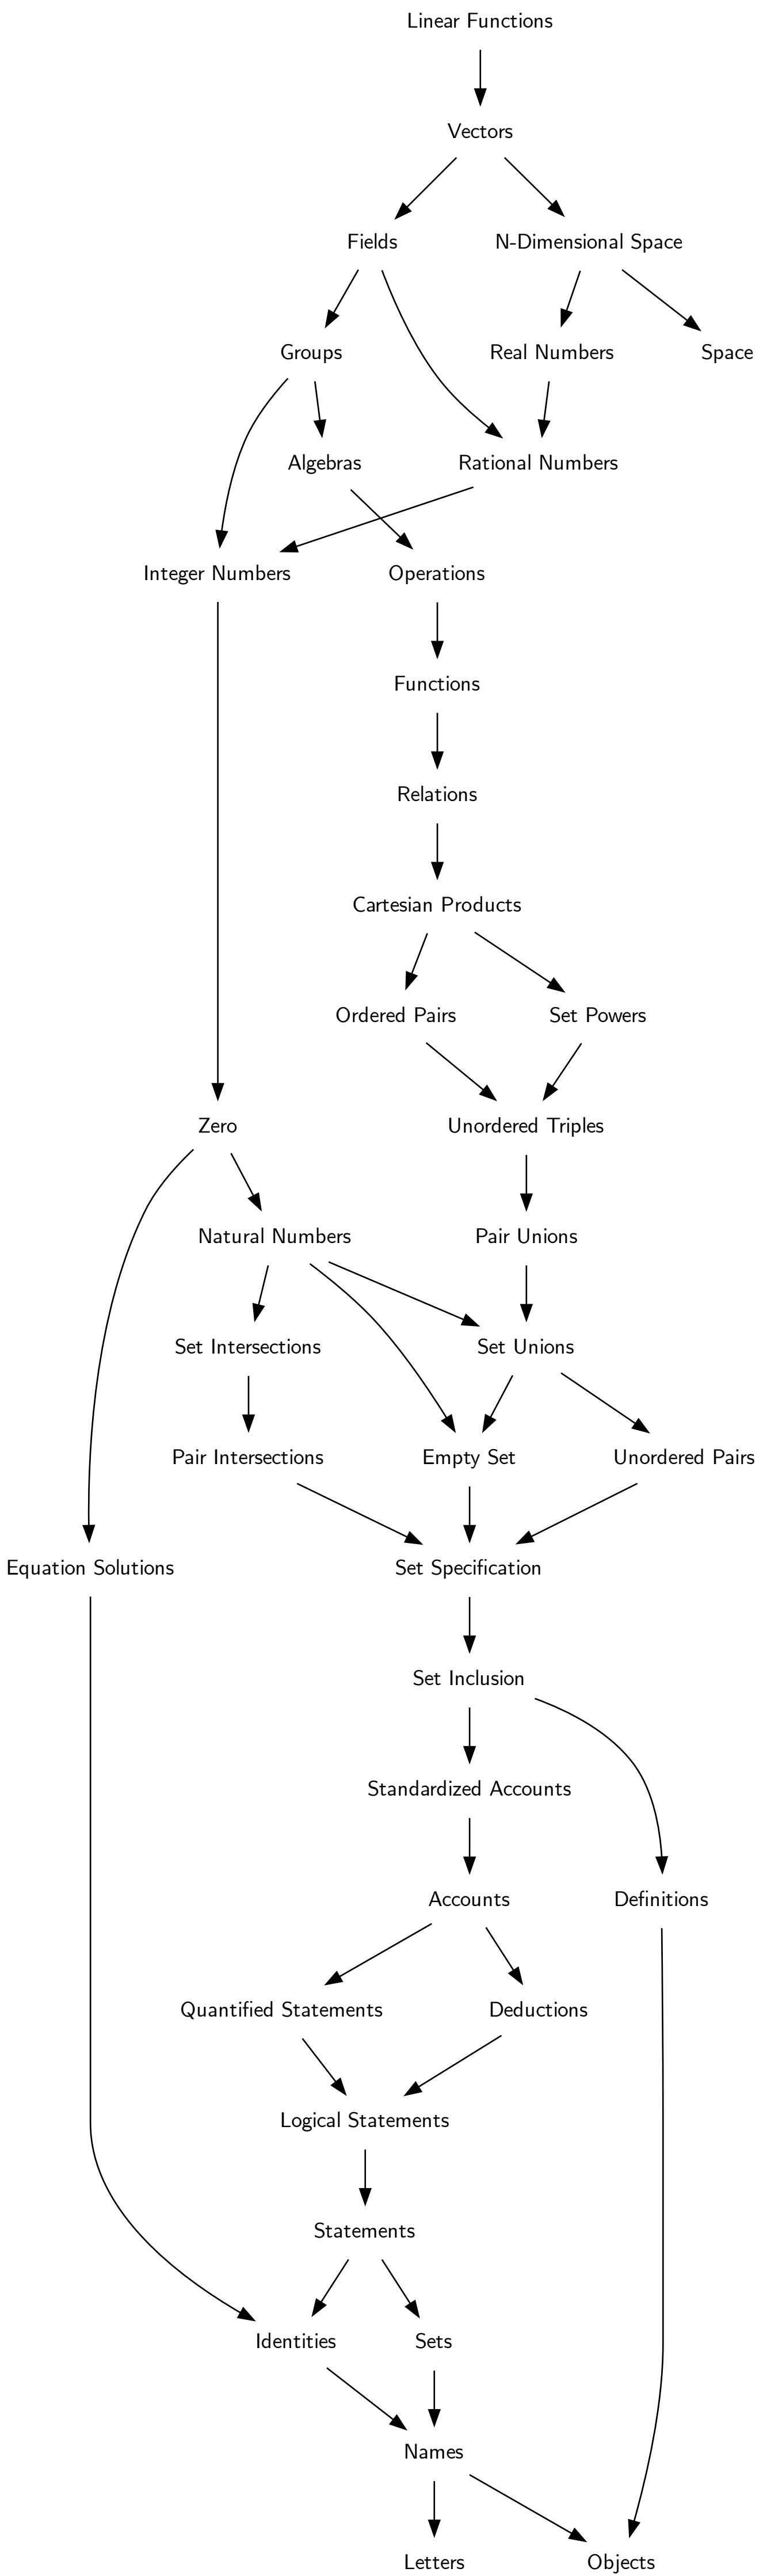 Linear Functions
Vectors
Fields
N-Dimensional Space
Groups
Real Numbers
Space
Algebras
Rational Numbers
Integer Numbers
Operations
Functions
Relations
Cartesian Products
Ordered Pairs
Set Powers
Zero
Unordered Triples
Natural Numbers
Pair Unions
Set Intersections
Set Unions
Pair Intersections
Empty Set
Unordered Pairs
Equation Solutions
Set Specification
Set Inclusion
Standardized Accounts
Accounts
Definitions
Quantified Statements
Deductions
Logical Statements
Statements
Identities
Sets
Names
Letters
Objects